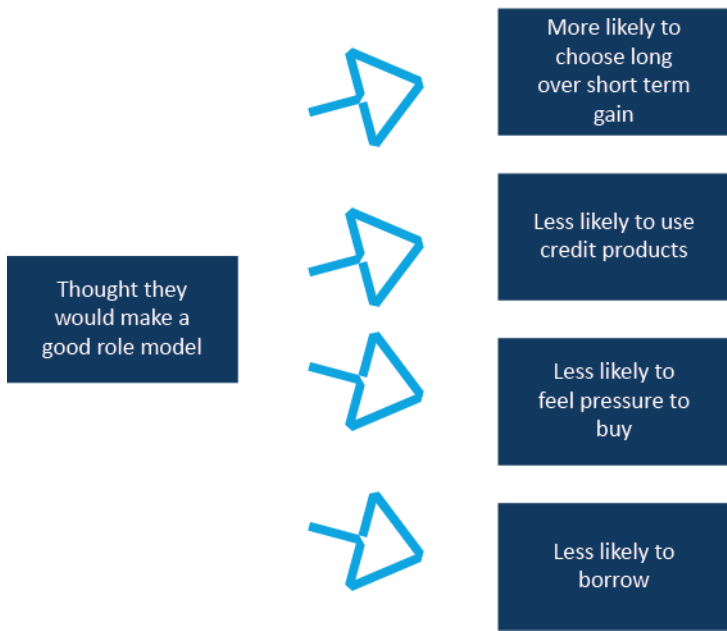 Thought they
would make a
good role model
More likely to
choose long
over short term
gain
Less likely to use
credit products
Less likely to
feel pressure to
buy
Less likely to
borrow